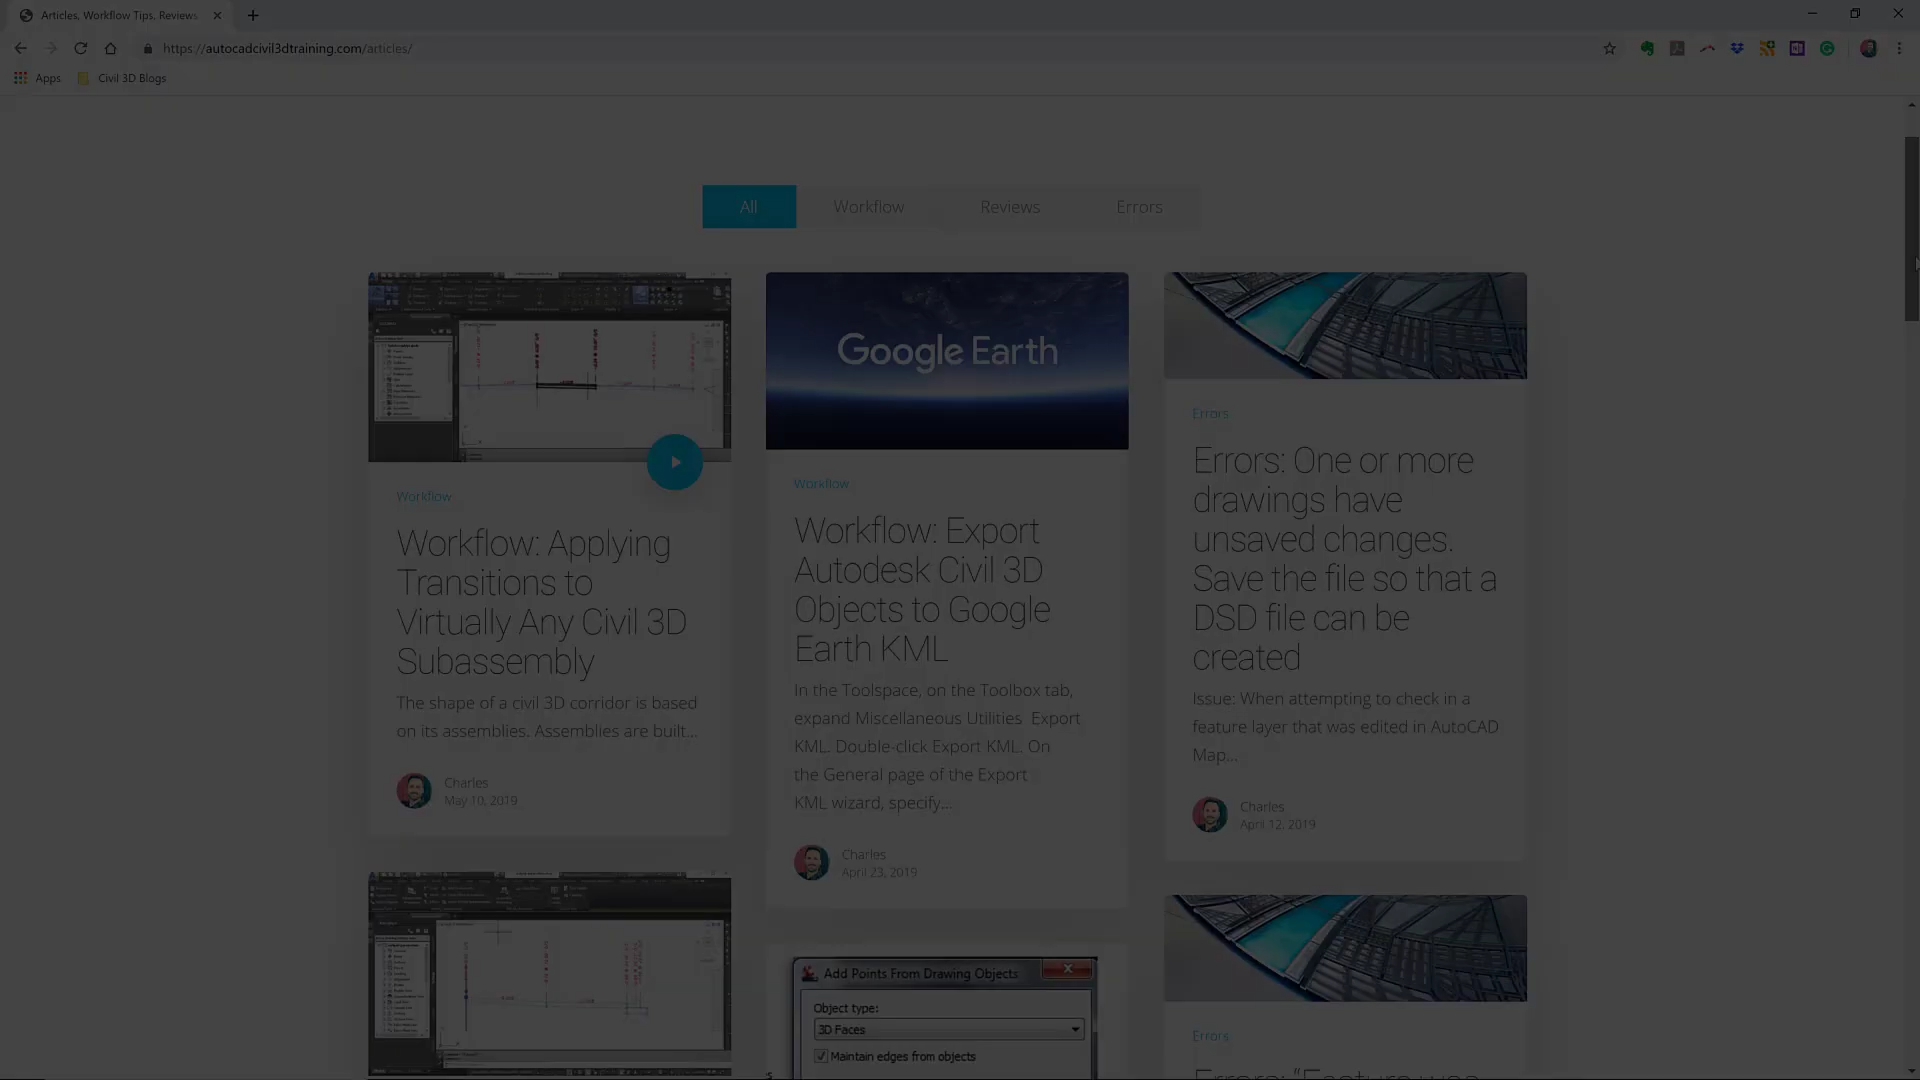 Articles, Workflow Tips, Reviews
https://autocadcivil3dtraining.com/articles/
Apps
Civil 3D Blogs
All
Workflow
Reviews
Errors
Workflow
Workflow: Applying
Transitions to
Virtually Any Civil 3D
Subassembly
The shape of a civil 3D corridor is based
on its assemblies. Assemblies are built...
Charles
May 10, 2019
Google Earth
Workflow
Workflow: Export
Autodesk Civil 3D
Objects to Google
Earth KML
In the Toolspace, on the Toolbox tab,
expand Miscellaneous Utilities Export
KML. Double-click Export KML. On
the General page of the Export
KML wizard, specify...
Charles
April 23, 2019
Add Points From Drawing Objects
Object type:
3D Faces
Maintain edges from objects
Errors
Errors: One or more
drawings have
unsaved changes.
Save the file so that a
DSD file can be
created
Issue: When attempting to check in a
feature layer that was edited in AutoCAD
Map...
Charles
April 12, 2019
Errors
Errors: "Feature was